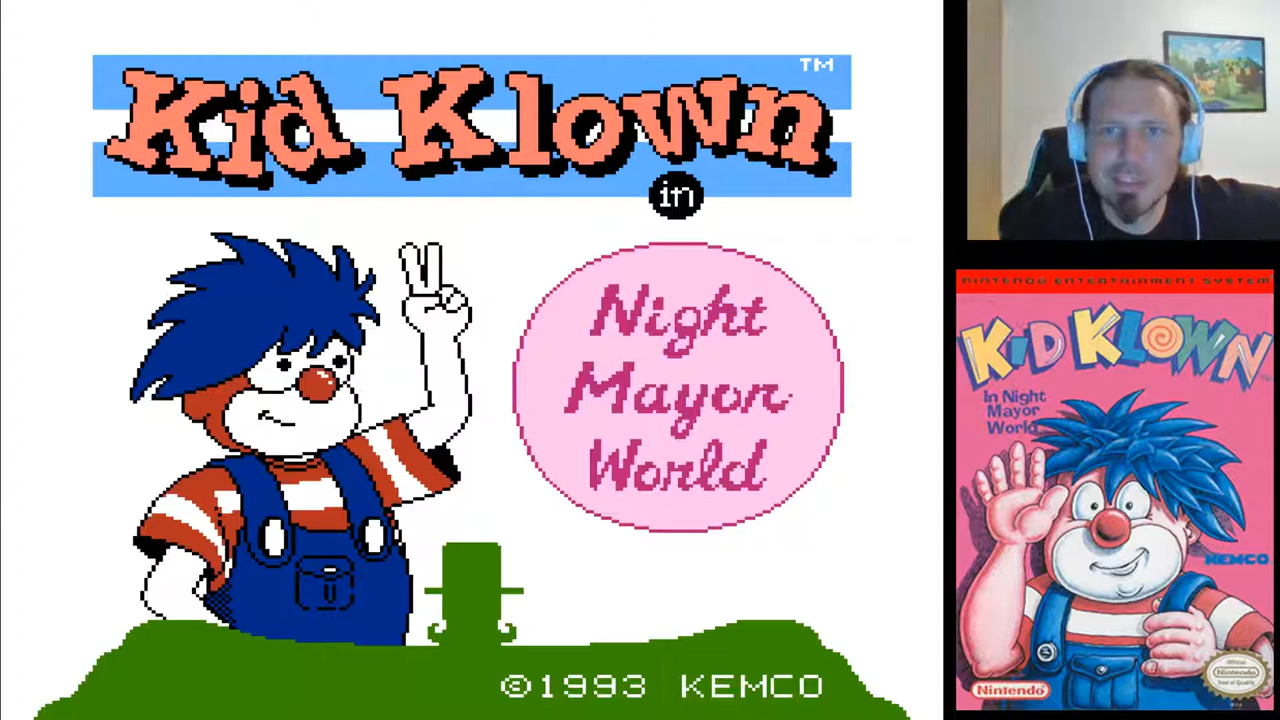 Kid Klown
TM
in
Night
Mayor
World
©1993 KEMCO
NINTENDO ENTERTAINMENT SYSTEM
KID KLOWN
In Night
Mayor
World
KEMCO
Nintendo
Nintendo